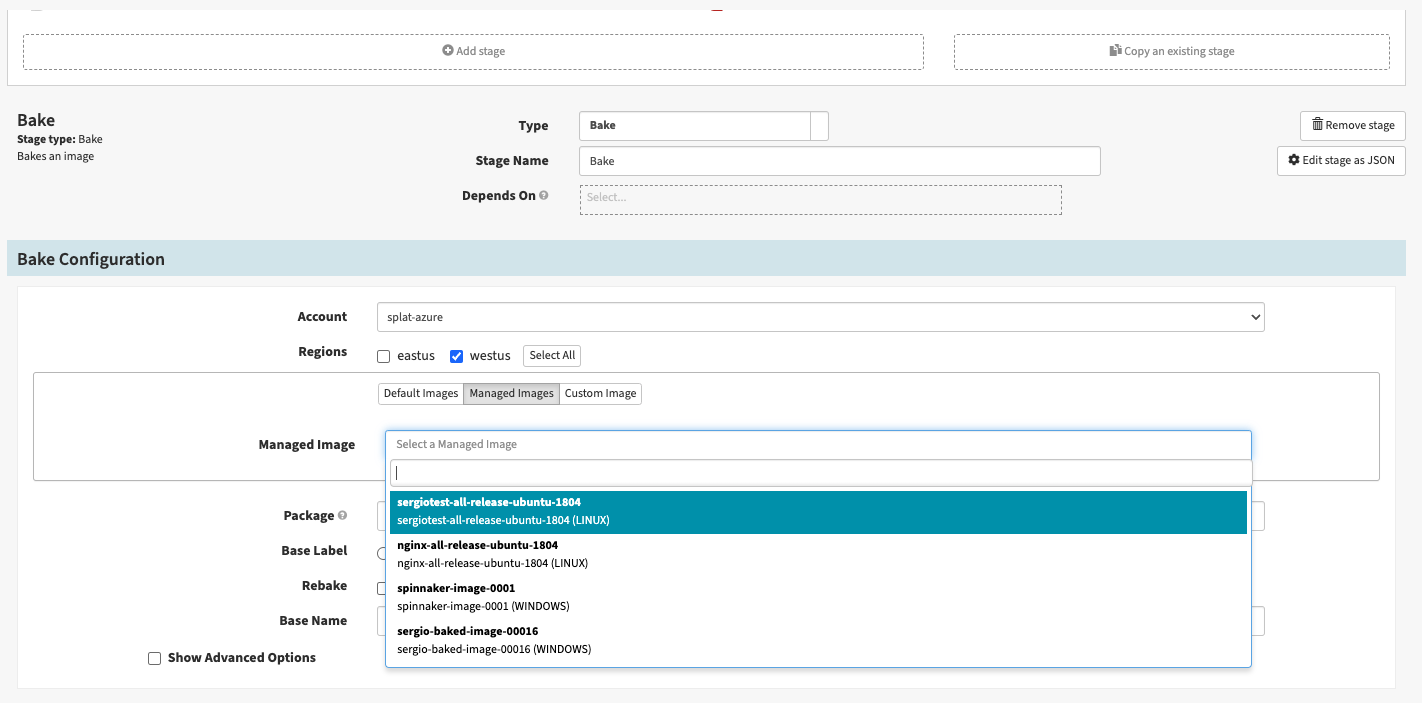 Add stage
Copy an existing stage
Bake
Stage type: Bake
Bakes an image
Type
Bake
Remove stage
Stage Name
Bake
Edit stage as JSON
Depends On
Select...
Bake Configuration
Account
splat-azure
Regions
eastus
westus
Select All
Default Images
Managed Images
Custom Image
Managed Image
Select a Managed Image
sergiotest-all-release-ubuntu-1804
sergiotest-all-release-ubuntu-1804 (LINUX)
nginx-all-release-ubuntu-1804
nginx-all-release-ubuntu-1804 (LINUX)
spinnaker-image-0001
spinnaker-image-0001 (WINDOWS)
sergio-baked-image-00016
sergio-baked-image-00016 (WINDOWS)
Package
Base Label
Rebake
Base Name
Show Advanced Options